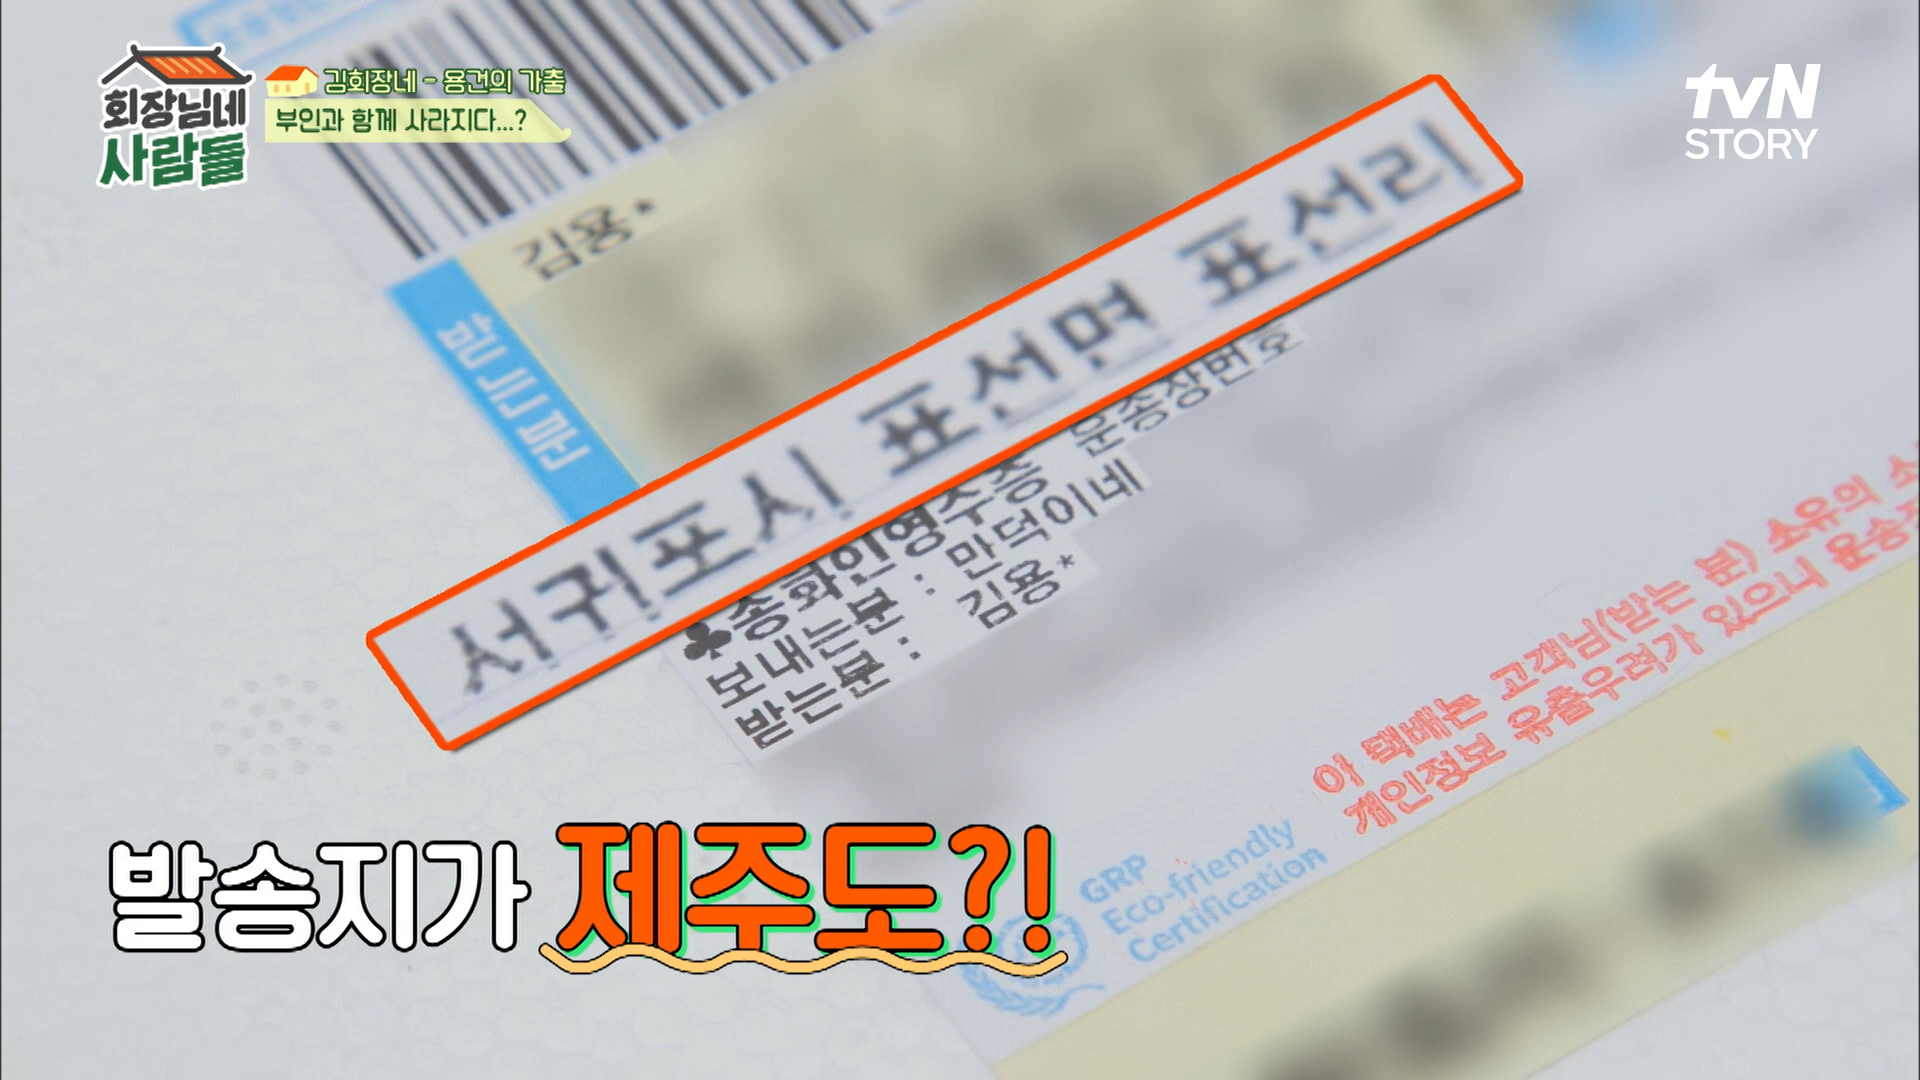 회장님네
사람들
김회장네 - 용건의 가출
부인과 함께 사라지다...?
tvN
STORY
김용*
서귀포시 표선면 표선리
♣송화인영수증 운송장번호
보내는분 : 만덕이네
받는분 : 김용*
이 택배는 고객님(받는 분) 소유의
개인정보 유출우려가 있으니
GRP
Eco-friendly
Certification
발송지가 제주도?!